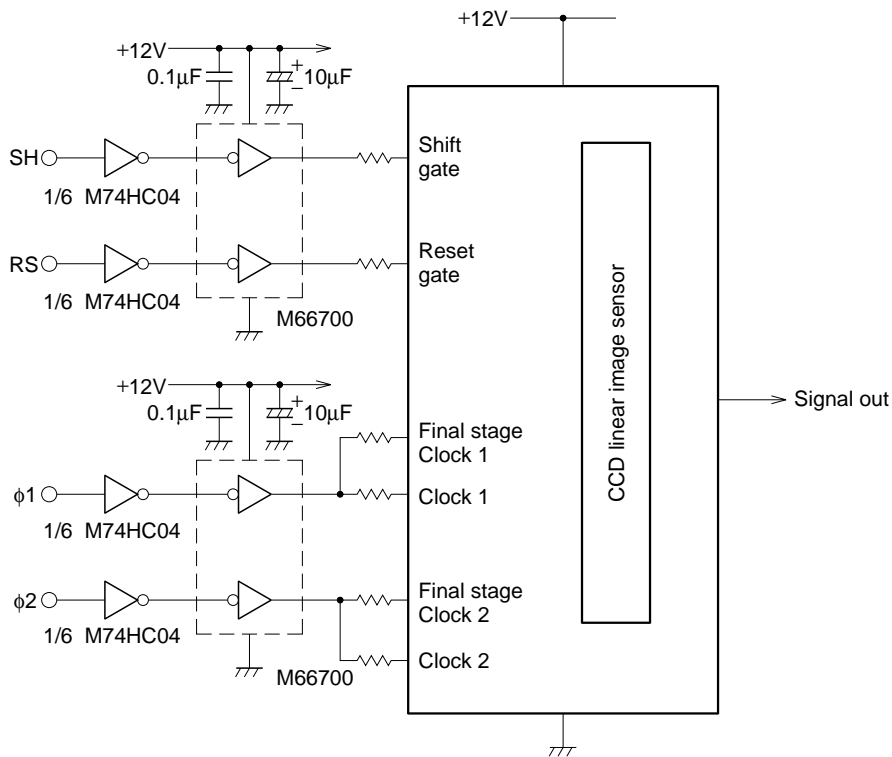 +12V
+12V
0.1μF
+
−
10μF
SH
1/6 M74HC04
Shift
gate
RS
1/6 M74HC04
Reset
gate
M66700
CCD linear image sensor
+12V
0.1μF
+
−
10μF
Signal out
Final stage
Clock 1
ϕ1
Clock 1
1/6 M74HC04
ϕ2
Final stage
Clock 2
1/6 M74HC04
Clock 2
M66700